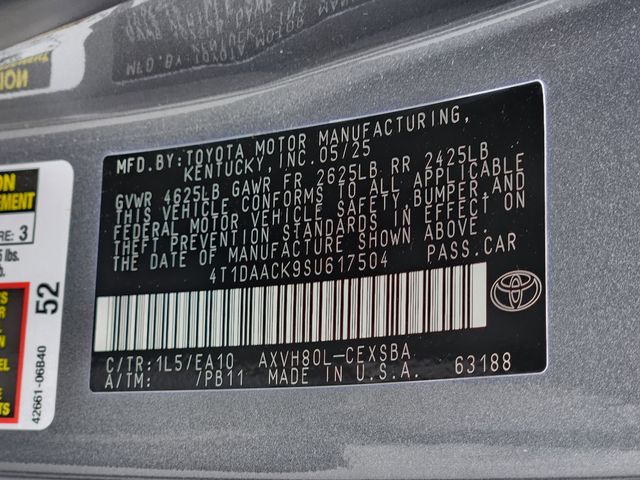 MFD.BY:TOYOTA MOTOR MANUFACTURING,
KENTUCKY, INC.05/25
GVWR 4625LB GAWR FR 2625LB RR 2425LB
THIS VEHICLE CONFORMS TO ALL APPLICABLE
FEDERAL MOTOR VEHICLE SAFETY, BUMPER AND
THEFT PREVENTION STANDARDS IN EFFECT ON
THE DATE OF MANUFACTURE SHOWN ABOVE.
4T1DAACK9SU617504 PASS.CAR
C/TR:1L5/EA10 AXVH80L-CEXSBA
A/TM: /PB11 MADE IN U.S.A. 63188
52
42661-06B40
3